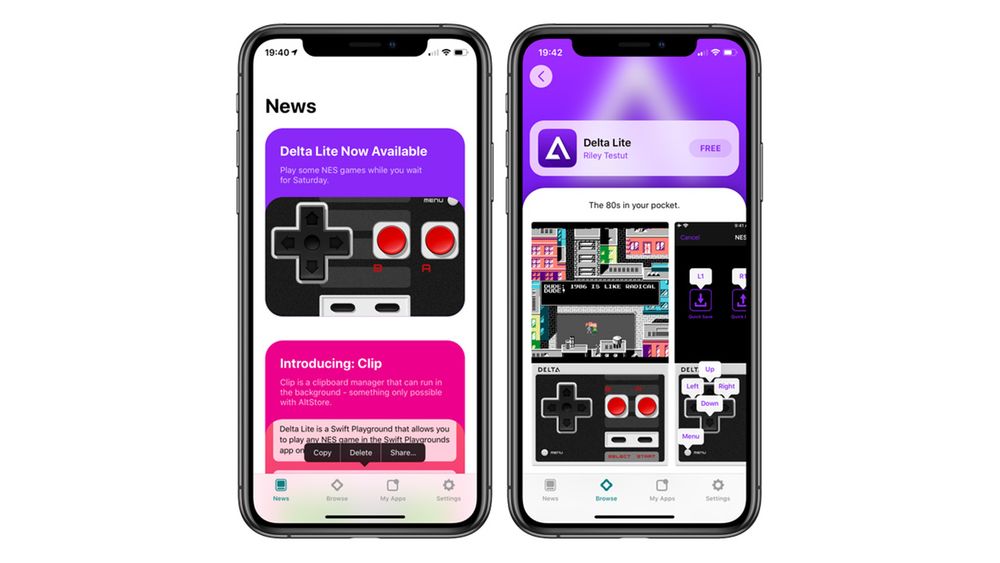 19:40
News
Delta Lite Now Available
Play some NES games while you wait
for Saturday.
MENU
B A
Introducing: Clip
Clip is a clipboard manager that can run in
the background - something only possible
with AltStore.
Delta Lite is a Swift Playground that allows you
to play any NES game in the Swift Playgrounds
app on
Copy Delete Share...
News Browse My Apps Settings
19:42
Delta Lite
Riley Testut
FREE
The 80s in your pocket.
DUDE! 1986 IS LIKE RADICAL
DUDE!
DELTA
B A
MENU
SELECT START
9:41
Cancel NES
L1 R1
Quick Save
DELTA
Up
Left Right
Down
Menu
MENU
News Browse My Apps Settings